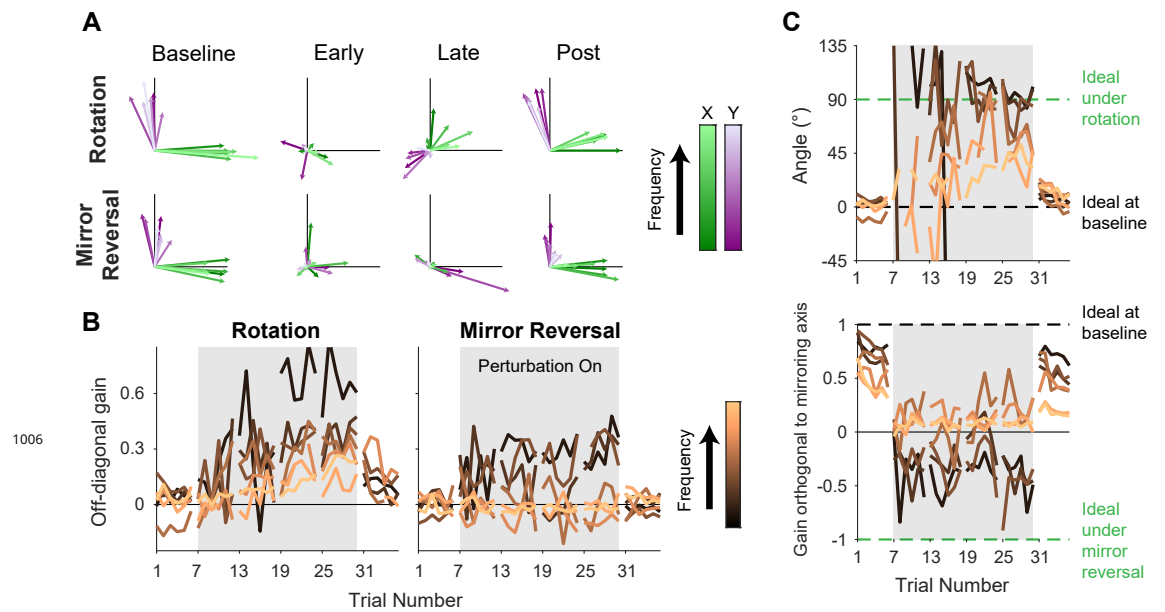 A
Baseline
Early
Late
Post
Rotation
Mirror
Reversal
Frequency
X
Y
B
Rotation
Mirror Reversal
Off-diagonal gain
0.6
0.3
0
Perturbation On
1
7
13
19
25
31
1
7
13
19
25
31
Trial Number
Frequency
1006
C
Angle (°)
135
90
45
0
-45
1
7
13
19
25
31
Ideal
under
rotation
Ideal at
baseline
Gain orthogonal to mirroring axis
1
0.5
0
-0.5
-1
1
7
13
19
25
31
Trial Number
Ideal at
baseline
Ideal
under
mirror
reversal